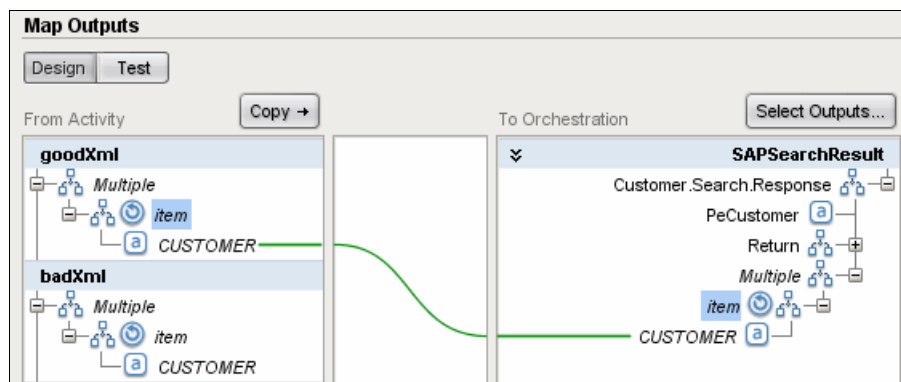 Map Outputs
Design Test
From Activity Copy → To Orchestration Select Outputs...
goodXml SAPSearchResult
Multiple Customer.Search.Response
item PeCustomer a
a CUSTOMER Return
badXml Multiple
Multiple item
item CUSTOMER a
a CUSTOMER